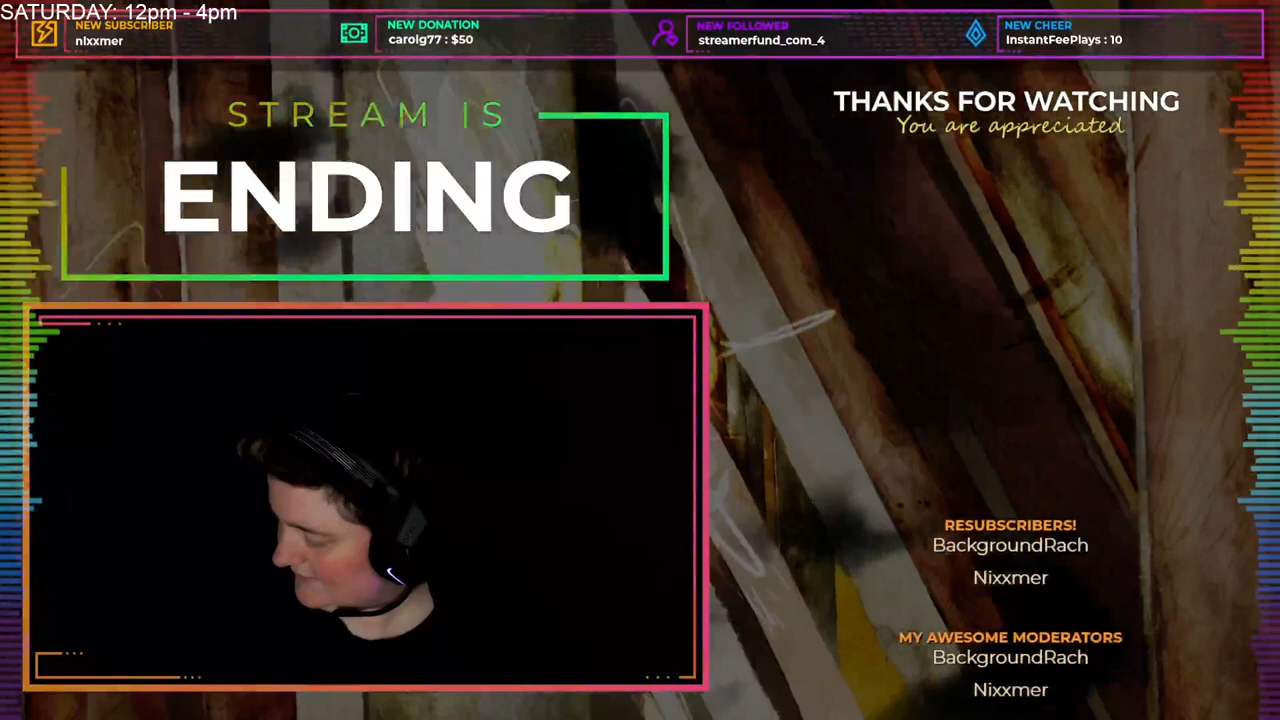 SATURDAY: 12pm - 4pm
NEW SUBSCRIBER
nixxmer
NEW DONATION
carolg77 : $50
NEW FOLLOWER
streamerfund_com_4
NEW CHEER
InstantFeePlays : 10
STREAM IS
ENDING
THANKS FOR WATCHING
You are appreciated
RESUBSCRIBERS!
BackgroundRach
Nixxmer
MY AWESOME MODERATORS
BackgroundRach
Nixxmer